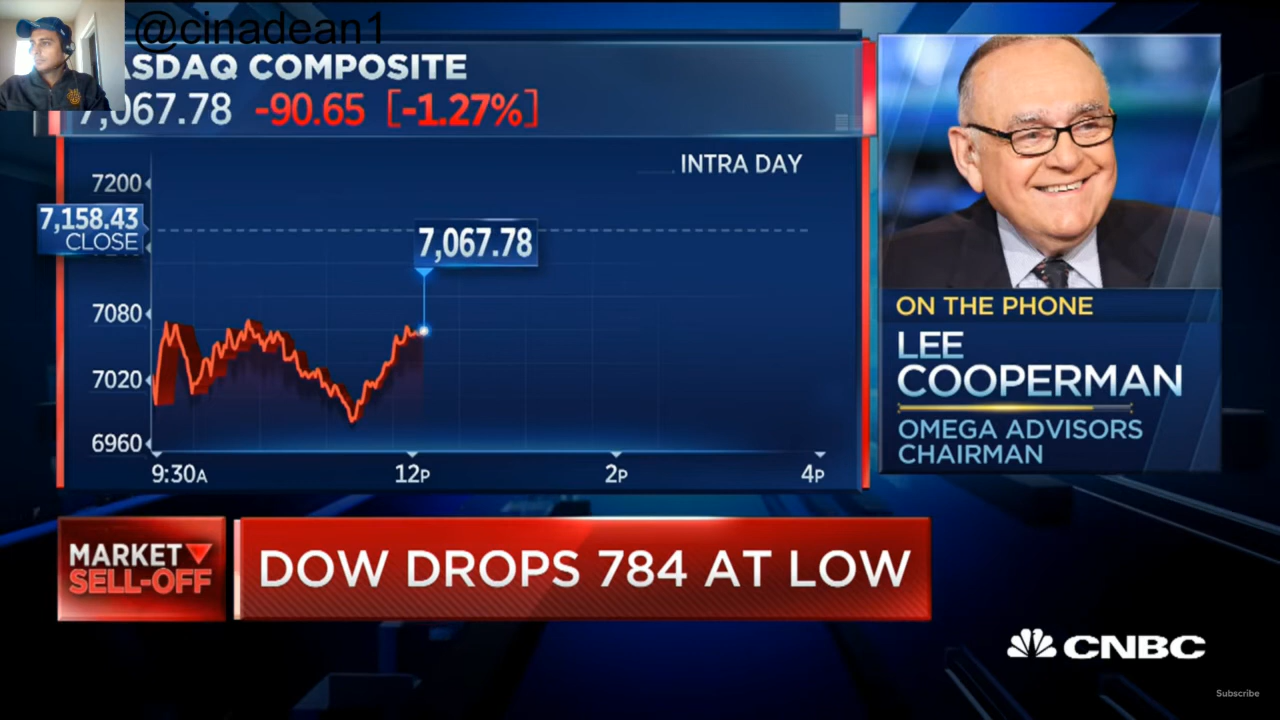 @cinadean1
ASDAQ COMPOSITE
7,067.78 -90.65 [-1.27%]
INTRA DAY
7200
7,158.43
CLOSE
7,067.78
7080
7020
6960
9:30A 12P 2P 4P
ON THE PHONE
LEE
COOPERMAN
OMEGA ADVISORS
CHAIRMAN
MARKET
SELL-OFF
DOW DROPS 784 AT LOW
CNBC
Subscribe